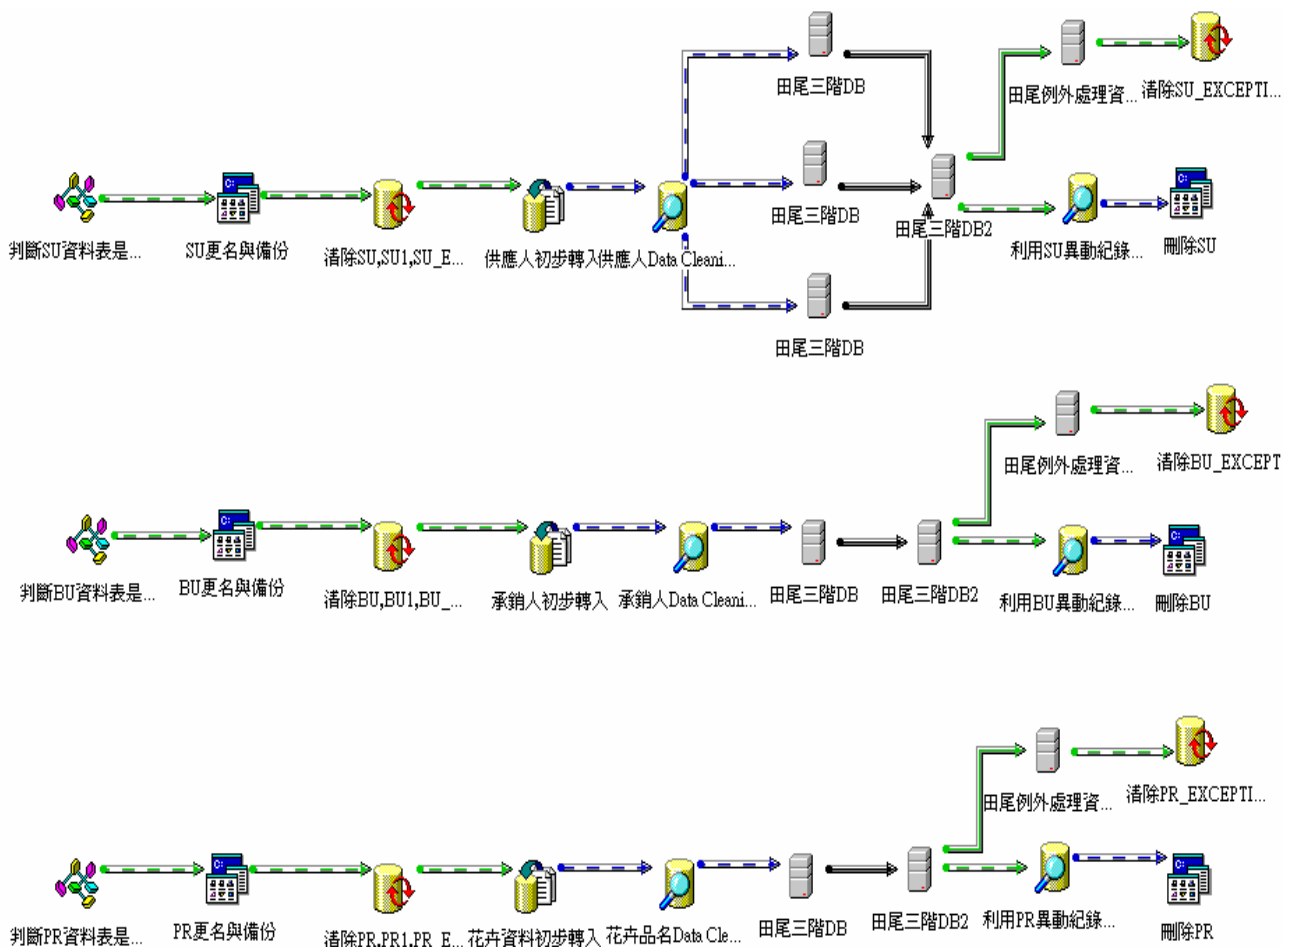 田尾三階DB
田尾例外處理資...
清除SU_EXCEPTI...
判斷SU資料表是...
SU更名與備份
清除SU,SU1,SU_E...
供應人初步轉入
供應人Data Cleani...
田尾三階DB
田尾三階DB2
利用SU異動紀錄...
刪除SU
田尾三階DB
田尾例外處理資...
清除BU_EXCEPT
判斷BU資料表是...
BU更名與備份
清除BU,BU1,BU_...
承銷人初步轉入
承銷人Data Cleani...
田尾三階DB
田尾三階DB2
利用BU異動紀錄...
刪除BU
田尾例外處理資...
清除PR_EXCEPTI...
判斷PR資料表是...
PR更名與備份
清除PR,PR1,PR_E...
花卉資料初步轉入
花卉品名Data Cle...
田尾三階DB
田尾三階DB2
利用PR異動紀錄...
刪除PR